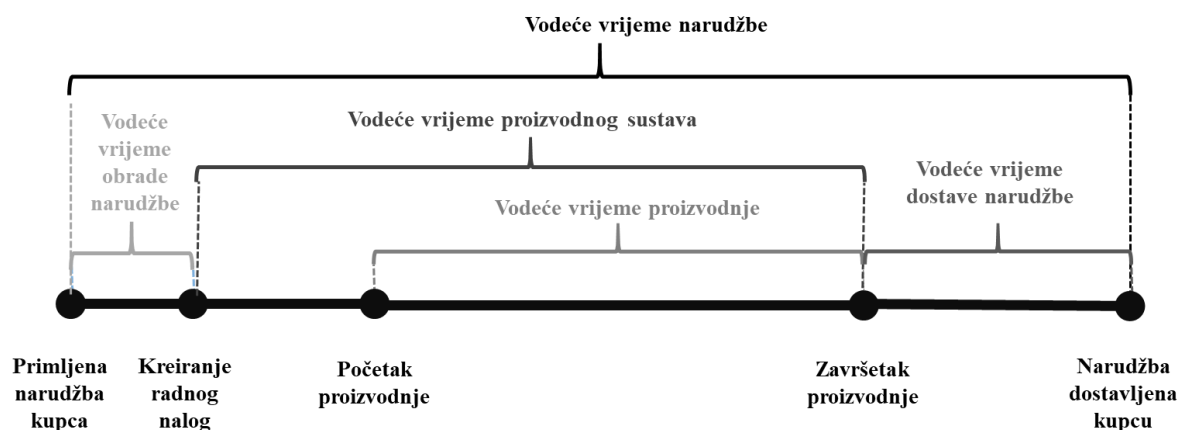 Vodeće vrijeme narudžbe
Vodeće
vrijeme
obrade
narudžbe
Vodeće vrijeme proizvodnog sustava
Vodeće vrijeme
dostave narudžbe
Vodeće vrijeme proizvodnje
Primljena
narudžba
kupca
Kreiranje
radnog
nalog
Početak
proizvodnje
Završetak
proizvodnje
Narudžba
dostavljena
kupcu